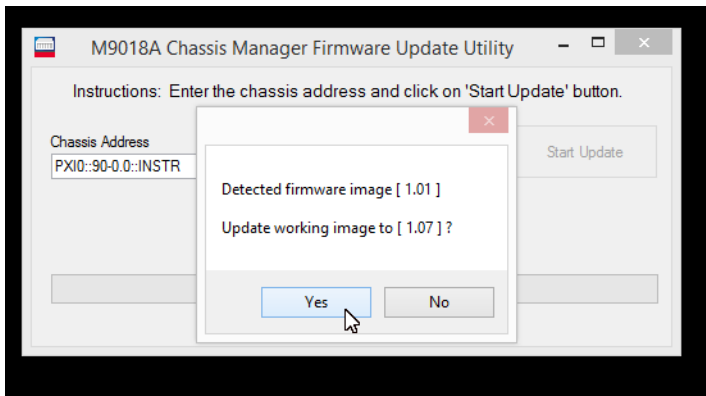 M9018A Chassis Manager Firmware Update Utility
Instructions: Enter the chassis address and click on 'Start Update' button.
Chassis Address
PXI0::90-0.0::INSTR
Start Update
Detected firmware image [ 1.01 ]
Update working image to [ 1.07 ] ?
Yes
No